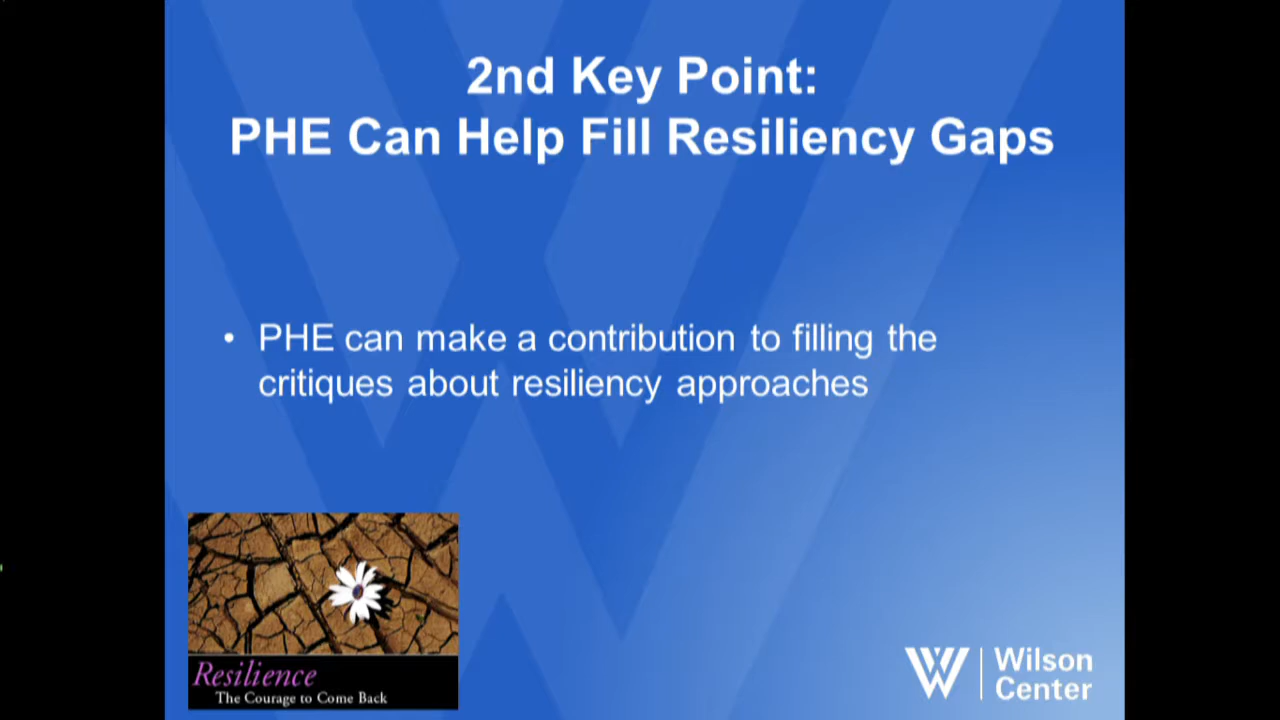 2nd Key Point:
PHE Can Help Fill Resiliency Gaps
• PHE can make a contribution to filling the
critiques about resiliency approaches
Resilience
The Courage to Come Back
Wilson
Center